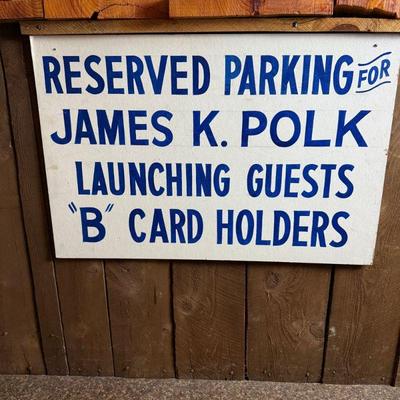 RESERVED PARKING FOR
JAMES K. POLK
LAUNCHING GUESTS
"B" CARD HOLDERS